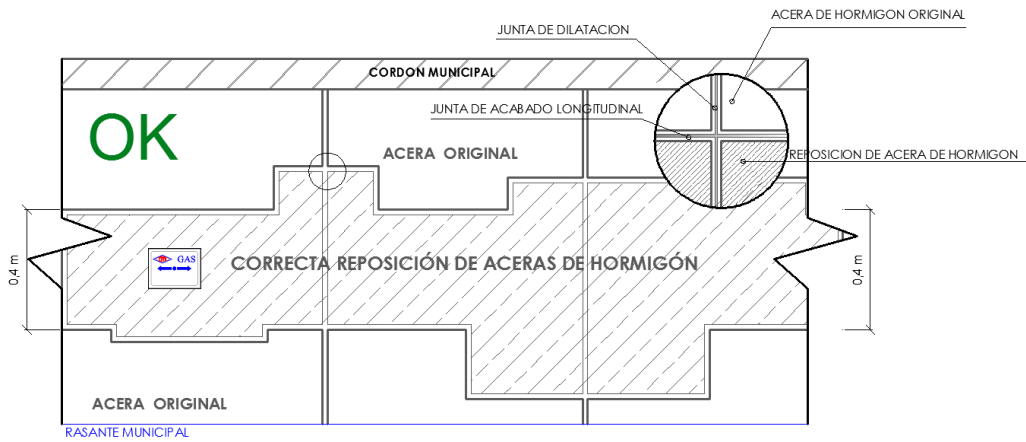 ACERA DE HORMIGON ORIGINAL
JUNTA DE DILATACION
CORDON MUNICIPAL
JUNTA DE ACABADO LONGITUDINAL
OK
ACERA ORIGINAL
REPOSICION DE ACERA DE HORMIGON
0,4 m
GAS
CORRECTA REPOSICIÓN DE ACERAS DE HORMIGÓN
0,4 m
ACERA ORIGINAL
RASANTE MUNICIPAL